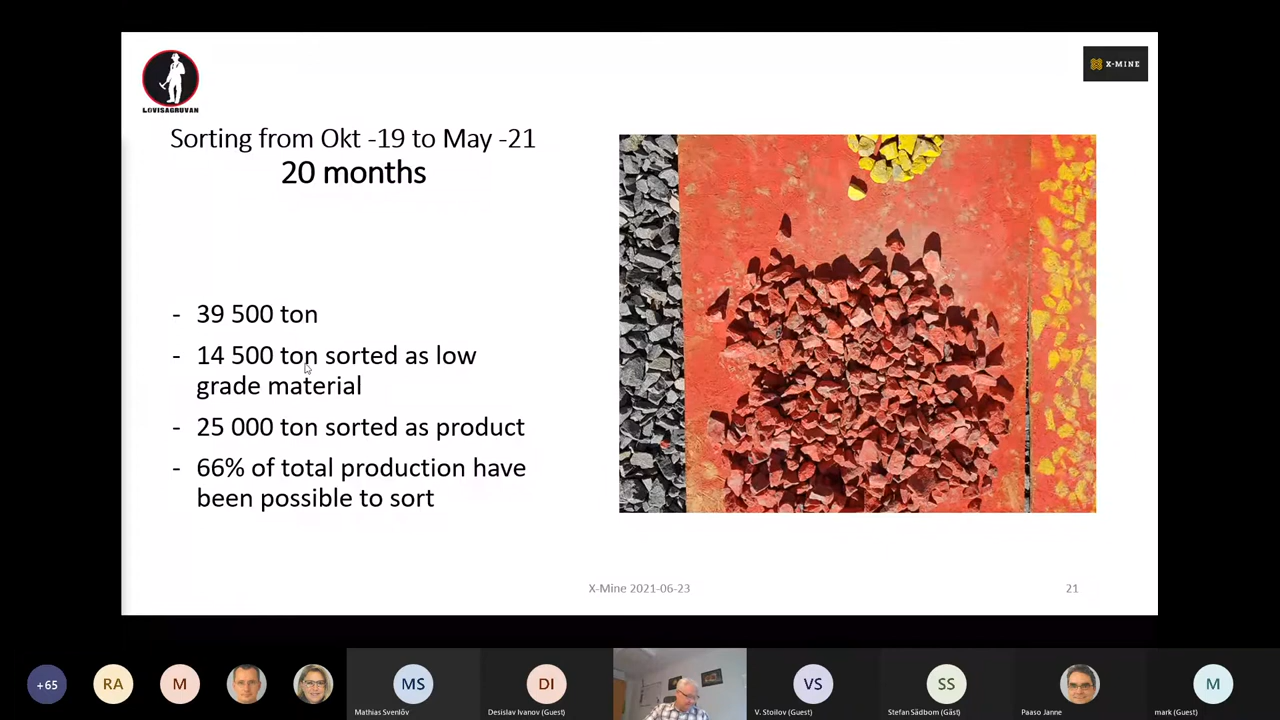 LOVISAGRUVAN
X-MINE
Sorting from Okt -19 to May -21
20 months
- 39 500 ton
- 14 500 ton sorted as low
grade material
- 25 000 ton sorted as product
- 66% of total production have
been possible to sort
X-Mine 2021-06-23
21
+65
RA
M
MS
Mathias Svenlöv
DI
Desislav Ivanov (Guest)
VS
V. Stoilov (Guest)
SS
Stefan Sädbom (Gäst)
Paaso Janne
M
mark (Guest)